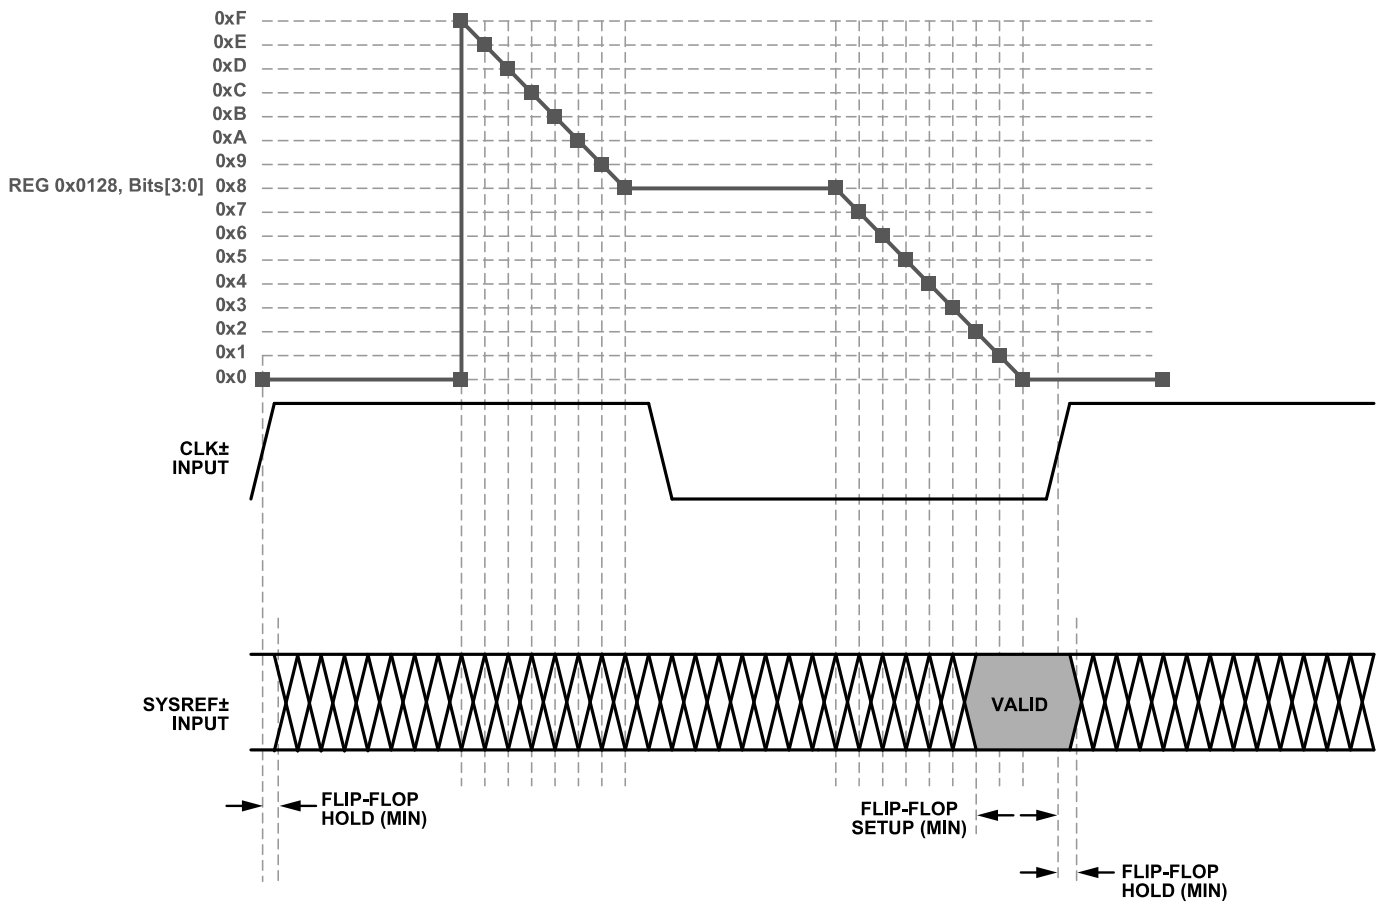 0xF
0xE
0xD
0xC
0xB
0xA
0x9
REG 0x0128, Bits[3:0] 0x8
0x7
0x6
0x5
0x4
0x3
0x2
0x1
0x0
CLK±
INPUT
SYSREF±
INPUT
VALID
FLIP-FLOP
HOLD (MIN)
FLIP-FLOP
SETUP (MIN)
FLIP-FLOP
HOLD (MIN)